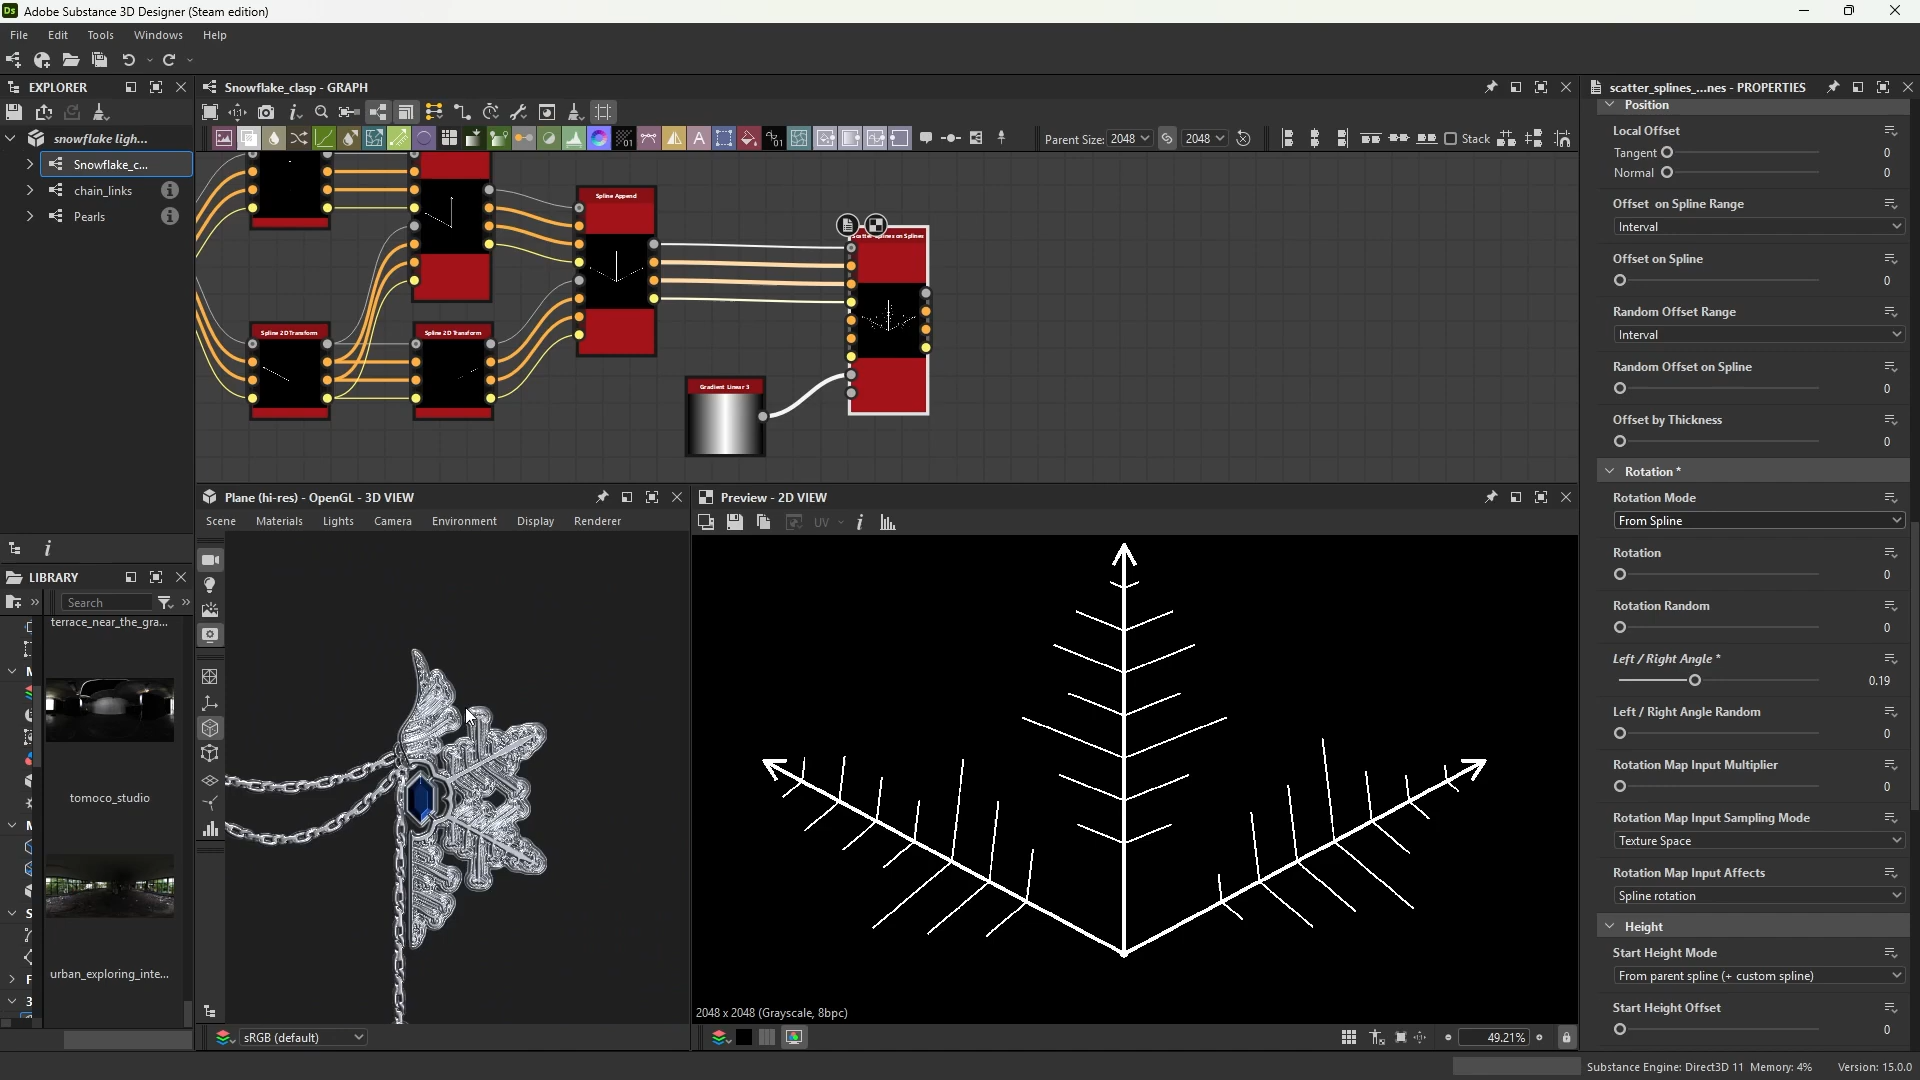 Adobe Substance 3D Designer (Steam edition)
File Edit Tools Windows Help
EXPLORER
snowflake ligh...
Snowflake_c...
chain_links
Pearls
LIBRARY
Search
terrace_near_the_gra...
tomoco_studio
urban_exploring_inte...
Snowflake_clasp - GRAPH
Parent Size: 2048 2048 Stack
Spline Append
Scatter Splines on Splines
Spline 2D Transform
Spline 2D Transform
Gradient Linear 3
Plane (hi-res) - OpenGL - 3D VIEW
Scene Materials Lights Camera Environment Display Renderer
sRGB (default)
Preview - 2D VIEW
UV
2048 x 2048 (Grayscale, 8bpc)
49.21%
scatter_splines_...nes - PROPERTIES
Position
Local Offset
Tangent 0
Normal 0
Offset on Spline Range
Interval
Offset on Spline
0
Random Offset Range
Interval
Random Offset on Spline
0
Offset by Thickness
0
Rotation *
Rotation Mode
From Spline
Rotation
0
Rotation Random
0
Left / Right Angle *
0.19
Left / Right Angle Random
0
Rotation Map Input Multiplier
0
Rotation Map Input Sampling Mode
Texture Space
Rotation Map Input Affects
Spline rotation
Height
Start Height Mode
From parent spline (+ custom spline)
Start Height Offset
0
Substance Engine: Direct3D 11 Memory: 4% Version: 15.0.0